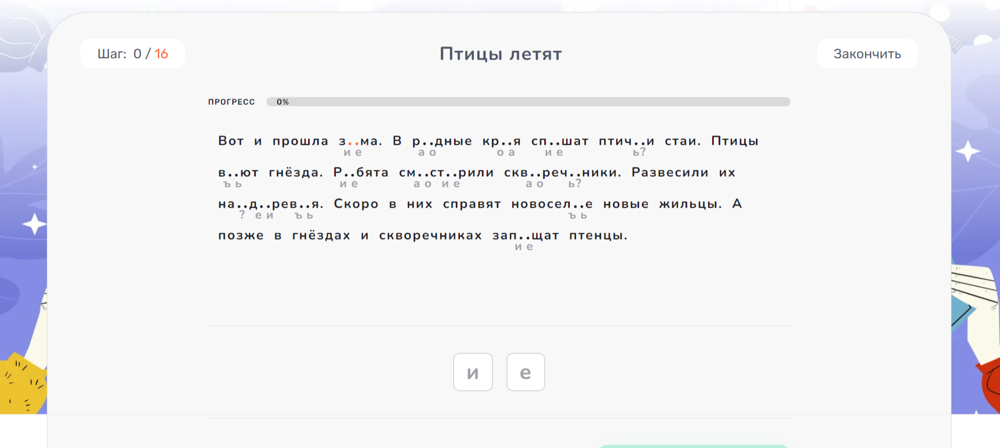 Шаг: 0 / 16
Птицы летят
Закончить
ПРОГРЕСС 0%
Вот и прошла з..ма. В р..дные кр..я сп..шат птич..и стаи. Птицы
и е а о о а и е ь?
в..ют гнёзда. Р..бята см..ст..рили скв..реч..ники. Развесили их
ъ ь и е а о и е а о ь?
на..д..рев..я. Скоро в них справят новосел..е новые жильцы. А
? е и ъ ь ъ ь
позже в гнёздах и скворечниках зап..щат птенцы.
и е
и е